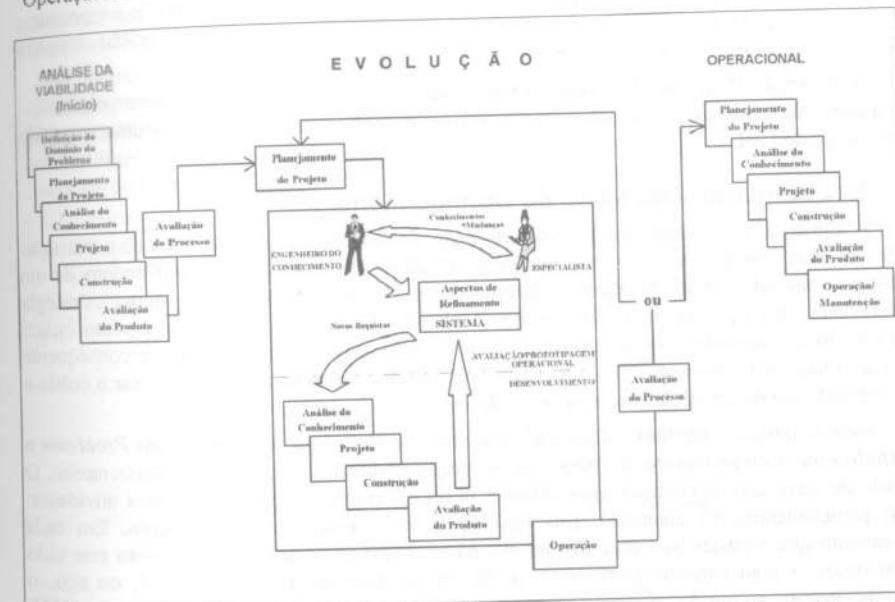 Operaç
ANÁLISE DA
VIABILIDADE
(Início)
Definição do
Domínio do
Problema
Planejamento
do Projeto
Análise do
Conhecimento
Projeto
Construção
Avaliação
do Produto
Avaliação
do Processo
E V O L U Ç Ã O
Planejamento
do Projeto
Conhecimentos
+Mudanças
ENGENHEIRO DO
CONHECIMENTO
ESPECIALISTA
Aspectos de
Refinamento
SISTEMA
Novos Requisitos
AVALIAÇÃO/PROTOTIPAGEM
OPERACIONAL
DESENVOLVIMENTO
Análise do
Conhecimento
Projeto
Construção
Avaliação
do Produto
Operação
ou
Avaliação
do Processo
OPERACIONAL
Planejamento
do Projeto
Análise do
Conhecimento
Projeto
Construção
Avaliação
do Produto
Operação/
Manutenção